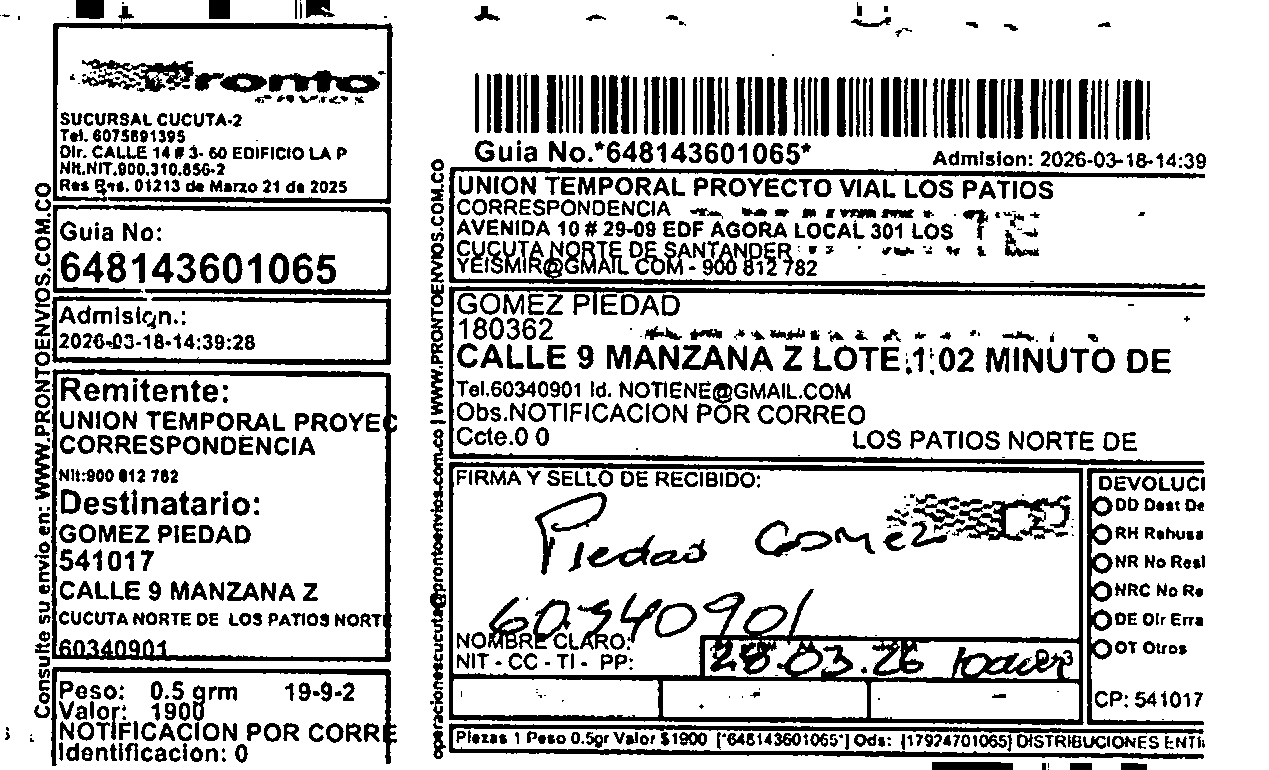 Pronto
ENVIOS
SUCURSAL CUCUTA-2
Tel. 6075691395
Dir. CALLE 14 # 3- 60 EDIFICIO LA P
Nit.NIT.900.310.856-2
Res Res. 01213 de Marzo 21 de 2025
Guia No:
648143601065
Admision.:
2026-03-18-14:39:28
Remitente:
UNION TEMPORAL PROYEC
CORRESPONDENCIA
Nit:900 812 782
Destinatario:
GOMEZ PIEDAD
541017
CALLE 9 MANZANA Z
CUCUTA NORTE DE LOS PATIOS NORTE
60340901
Peso: 0.5 grm 19-9-2
Valor: 1900
NOTIFICACION POR CORRE
Identificacion: 0
Consulte su envio en: WWW.PRONTOENVIOS.COM.CO
operacionescucuta@prontoenvios.com.co | WWW.PRONTOENVIOS.COM.CO
Guia No.*648143601065*
Admision: 2026-03-18-14:39
UNION TEMPORAL PROYECTO VIAL LOS PATIOS
CORRESPONDENCIA
AVENIDA 10 # 29-09 EDF AGORA LOCAL 301 LOS
CUCUTA NORTE DE SANTANDER
YEISMIR@GMAIL COM - 900 812 782
GOMEZ PIEDAD
180362
CALLE 9 MANZANA Z LOTE 1 02 MINUTO DE
Tel.60340901 Id. NOTIENE@GMAIL.COM
Obs.NOTIFICACION POR CORREO
Ccte.0 0 LOS PATIOS NORTE DE
FIRMA Y SELLO DE RECIBIDO:
Piedad Gomez
60340901
NOMBRE CLARO:
NIT - CC - TI - PP:
28.03.26
DEVOLUCI
DD Dest De
RH Rehusa
NR No Resi
NRC No Re
DE Dir Erra
OT Otros
CP: 541017
Piezas 1 Peso 0.5gr Valor $1900 [*648143601065*] Ods: [17924701065] DISTRIBUCIONES ENTI